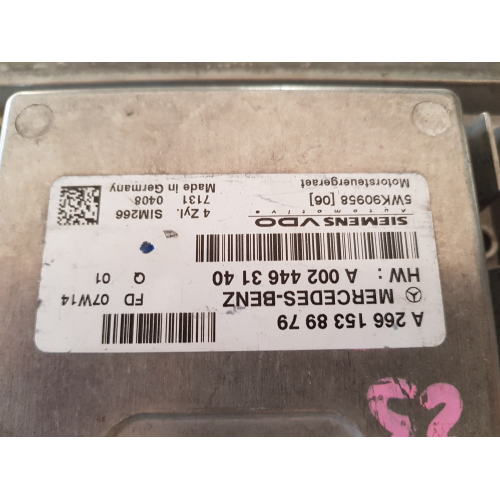 A 266 153 89 79
MERCEDES-BENZ FD 07W14
HW: A 002 446 31 40 Q 01
SIEMENS VDO
Automotive
5WK90958 [06] 4 Zyl. SIM266
7131 0408
Motorsteuergeraet Made in Germany